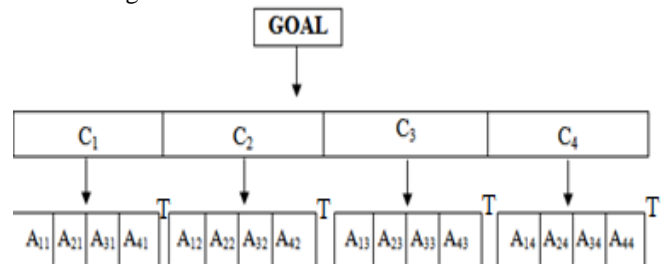 GOAL
C₁ C₂ C₃ C₄
T T T T
A₁₁ A₂₁ A₃₁ A₄₁ A₁₂ A₂₂ A₃₂ A₄₂ A₁₃ A₂₃ A₃₃ A₄₃ A₁₄ A₂₄ A₃₄ A₄₄